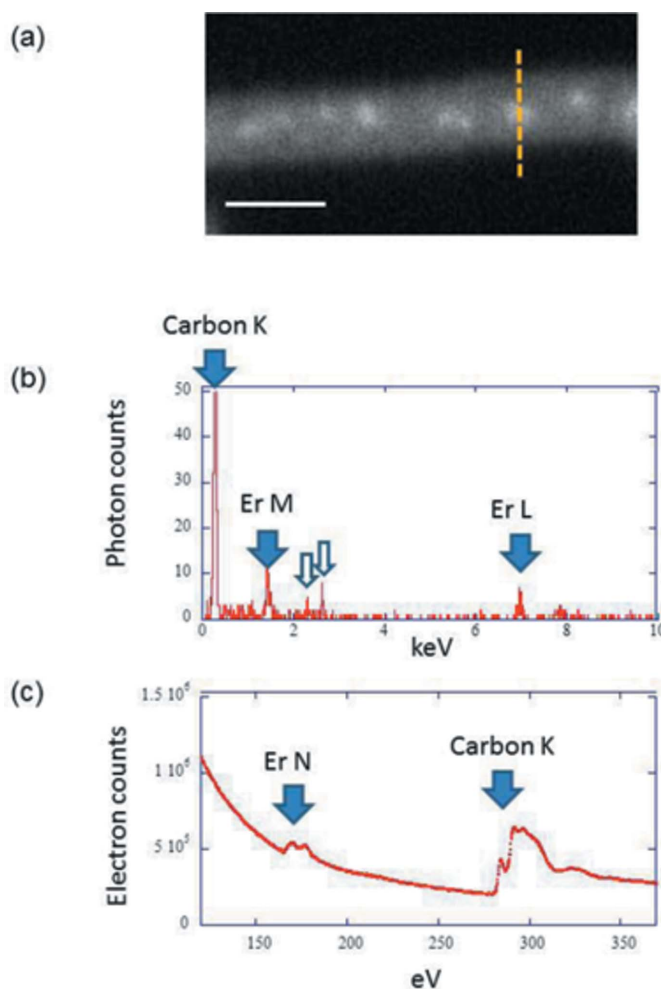 (a)
Carbon K
(b)
Photon counts
50
40
30
20
10
0
Er M
Er L
0 2 4 6 8 10
keV
(c)
Electron counts
1.5 10⁶
1 10⁶
5 10⁵
0
Er N
Carbon K
150 200 250 300 350
eV